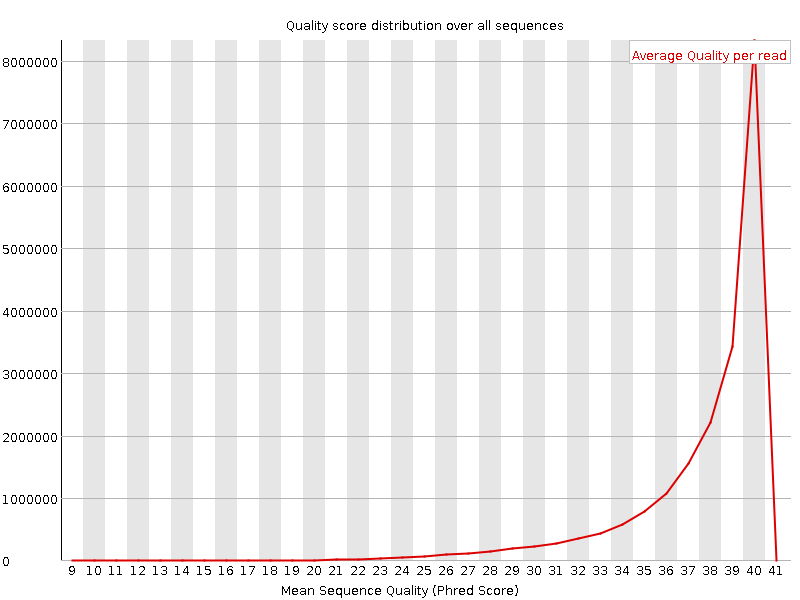 Quality score distribution over all sequences
Average Quality per read
8000000
7000000
6000000
5000000
4000000
3000000
2000000
1000000
0
9 10 11 12 13 14 15 16 17 18 19 20 21 22 23 24 25 26 27 28 29 30 31 32 33 34 35 36 37 38 39 40 41
Mean Sequence Quality (Phred Score)